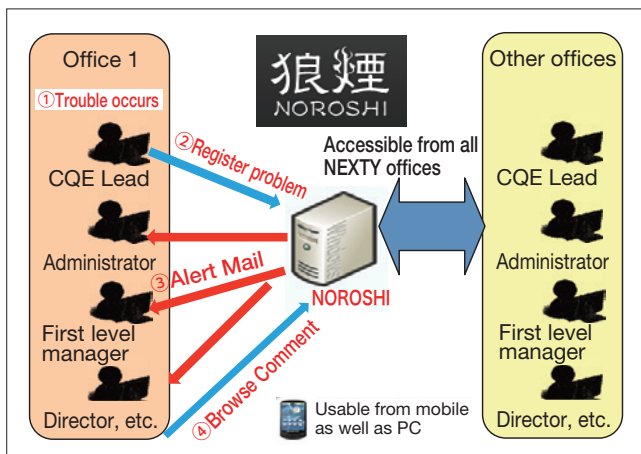 Office 1
①Trouble occurs
CQE Lead
Administrator
First level
manager
Director, etc.
②Register problem
③Alert Mail
④Browse Comment
狼煙
NOROSHI
Accessible from all
NEXTY offices
NOROSHI
Usable from mobile
as well as PC
Other offices
CQE Lead
Administrator
First level
manager
Director, etc.